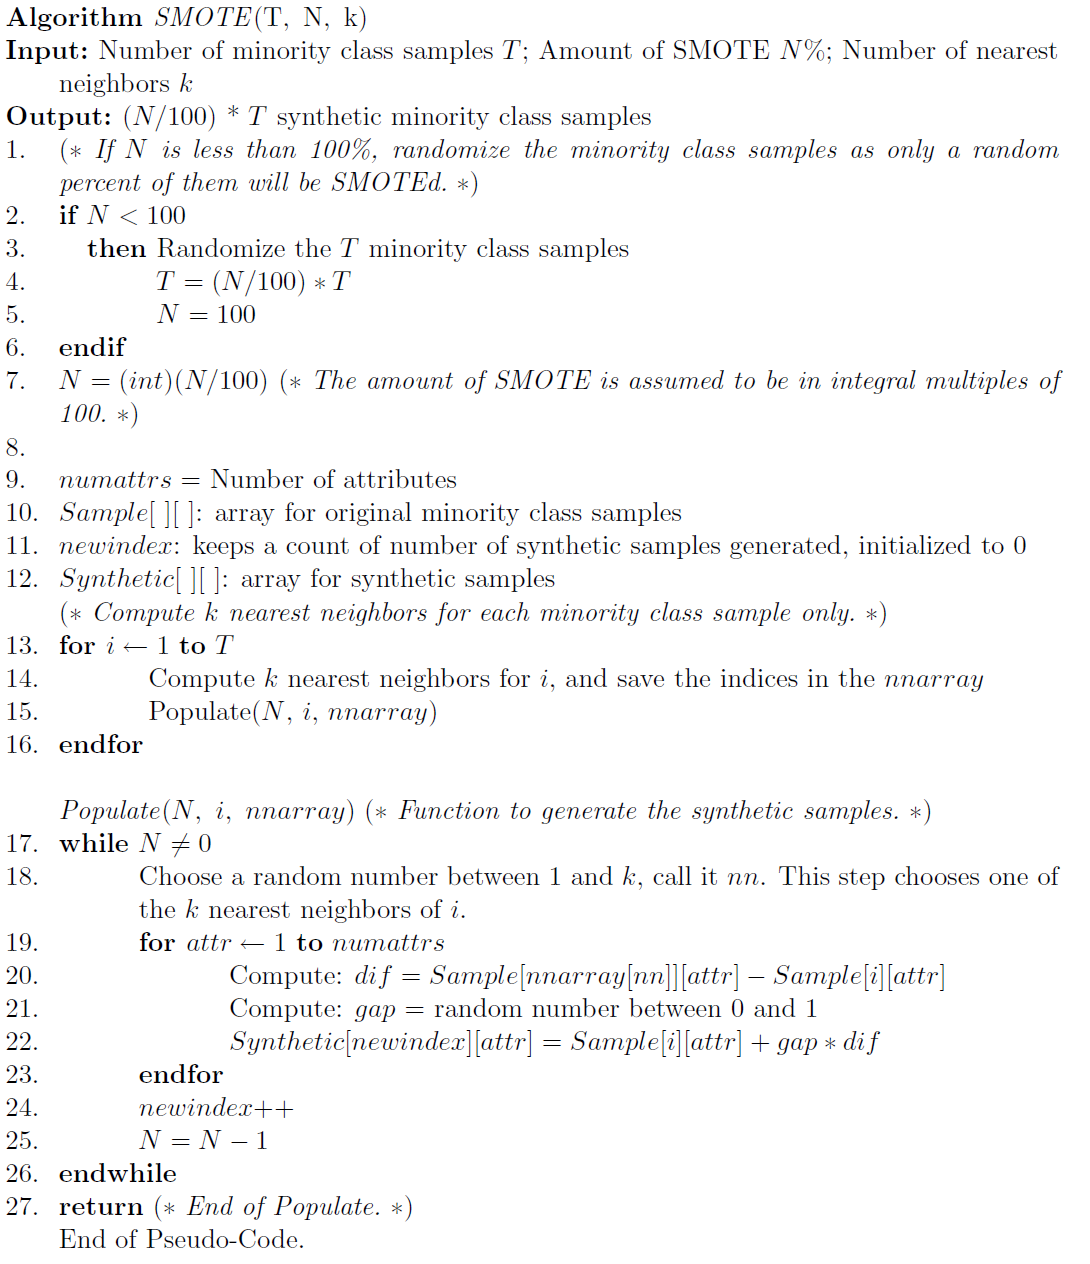 Algorithm SMOTE(T, N, k)
Input: Number of minority class samples T; Amount of SMOTE N%; Number of nearest
neighbors k
Output: (N/100) * T synthetic minority class samples
1. (∗ If N is less than 100%, randomize the minority class samples as only a random
percent of them will be SMOTEd. ∗)
2. if N < 100
3. then Randomize the T minority class samples
4. T = (N/100) ∗ T
5. N = 100
6. endif
7. N = (int)(N/100) (∗ The amount of SMOTE is assumed to be in integral multiples of
100. ∗)
8.
9. numattrs = Number of attributes
10. Sample[ ][ ]: array for original minority class samples
11. newindex: keeps a count of number of synthetic samples generated, initialized to 0
12. Synthetic[ ][ ]: array for synthetic samples
(∗ Compute k nearest neighbors for each minority class sample only. ∗)
13. for i ← 1 to T
14. Compute k nearest neighbors for i, and save the indices in the nnarray
15. Populate(N, i, nnarray)
16. endfor
Populate(N, i, nnarray) (∗ Function to generate the synthetic samples. ∗)
17. while N ≠ 0
18. Choose a random number between 1 and k, call it nn. This step chooses one of
the k nearest neighbors of i.
19. for attr ← 1 to numattrs
20. Compute: dif = Sample[nnarray[nn]][attr] − Sample[i][attr]
21. Compute: gap = random number between 0 and 1
22. Synthetic[newindex][attr] = Sample[i][attr] + gap ∗ dif
23. endfor
24. newindex++
25. N = N − 1
26. endwhile
27. return (∗ End of Populate. ∗)
End of Pseudo-Code.